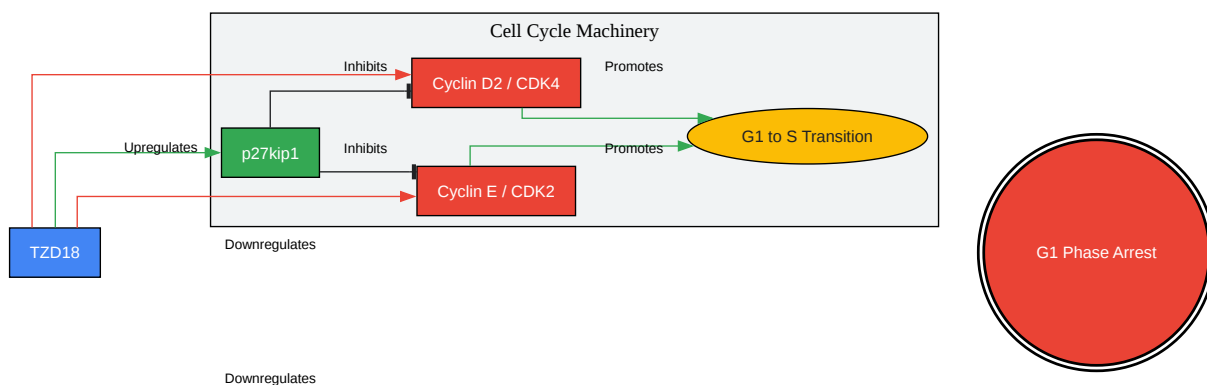 Cell Cycle Machinery
Inhibits
Promotes
Cyclin D2 / CDK4
G1 to S Transition
Upregulates
p27kip1
Inhibits
Promotes
Cyclin E / CDK2
Downregulates
TZD18
G1 Phase Arrest
Downregulates